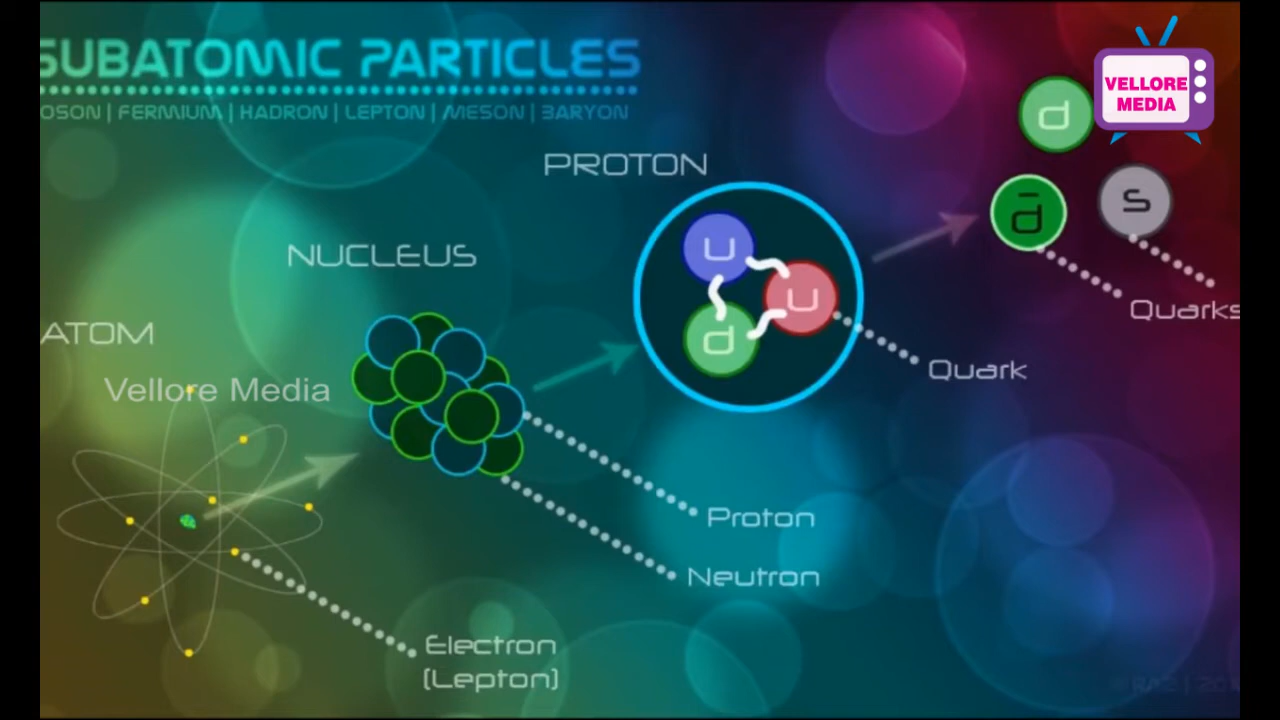 SUBATOMIC PARTICLES
OSON | FERMIUM | HADRON | LEPTON | MESON | BARYON
VELLORE
MEDIA
d
PROTON
d̄
S
U
NUCLEUS
U
Quarks
ATOM
d
Quark
Vellore Media
Proton
Neutron
Electron
(Lepton)